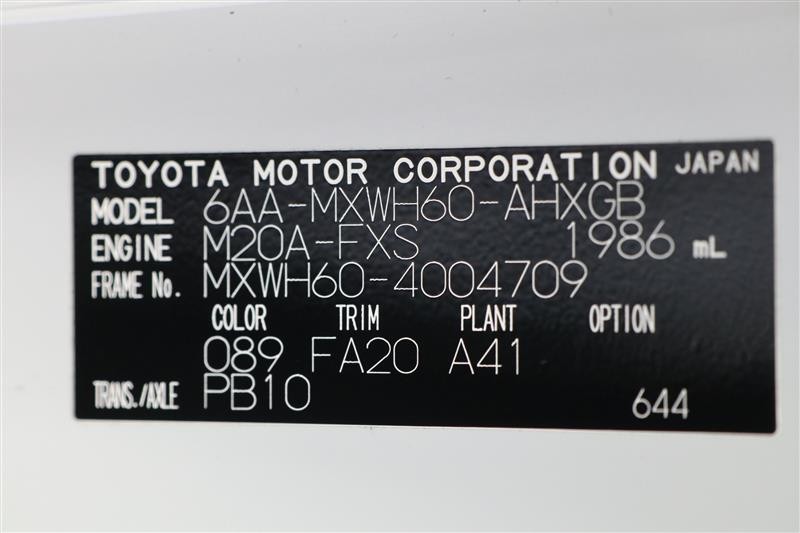 TOYOTA MOTOR CORPORATION JAPAN
MODEL 6AA-MXWH60-AHXGB
ENGINE M20A-FXS 1986 mL
FRAME No. MXWH60-4004709
COLOR TRIM PLANT OPTION
089 FA20 A41
TRANS./AXLE PB10 644